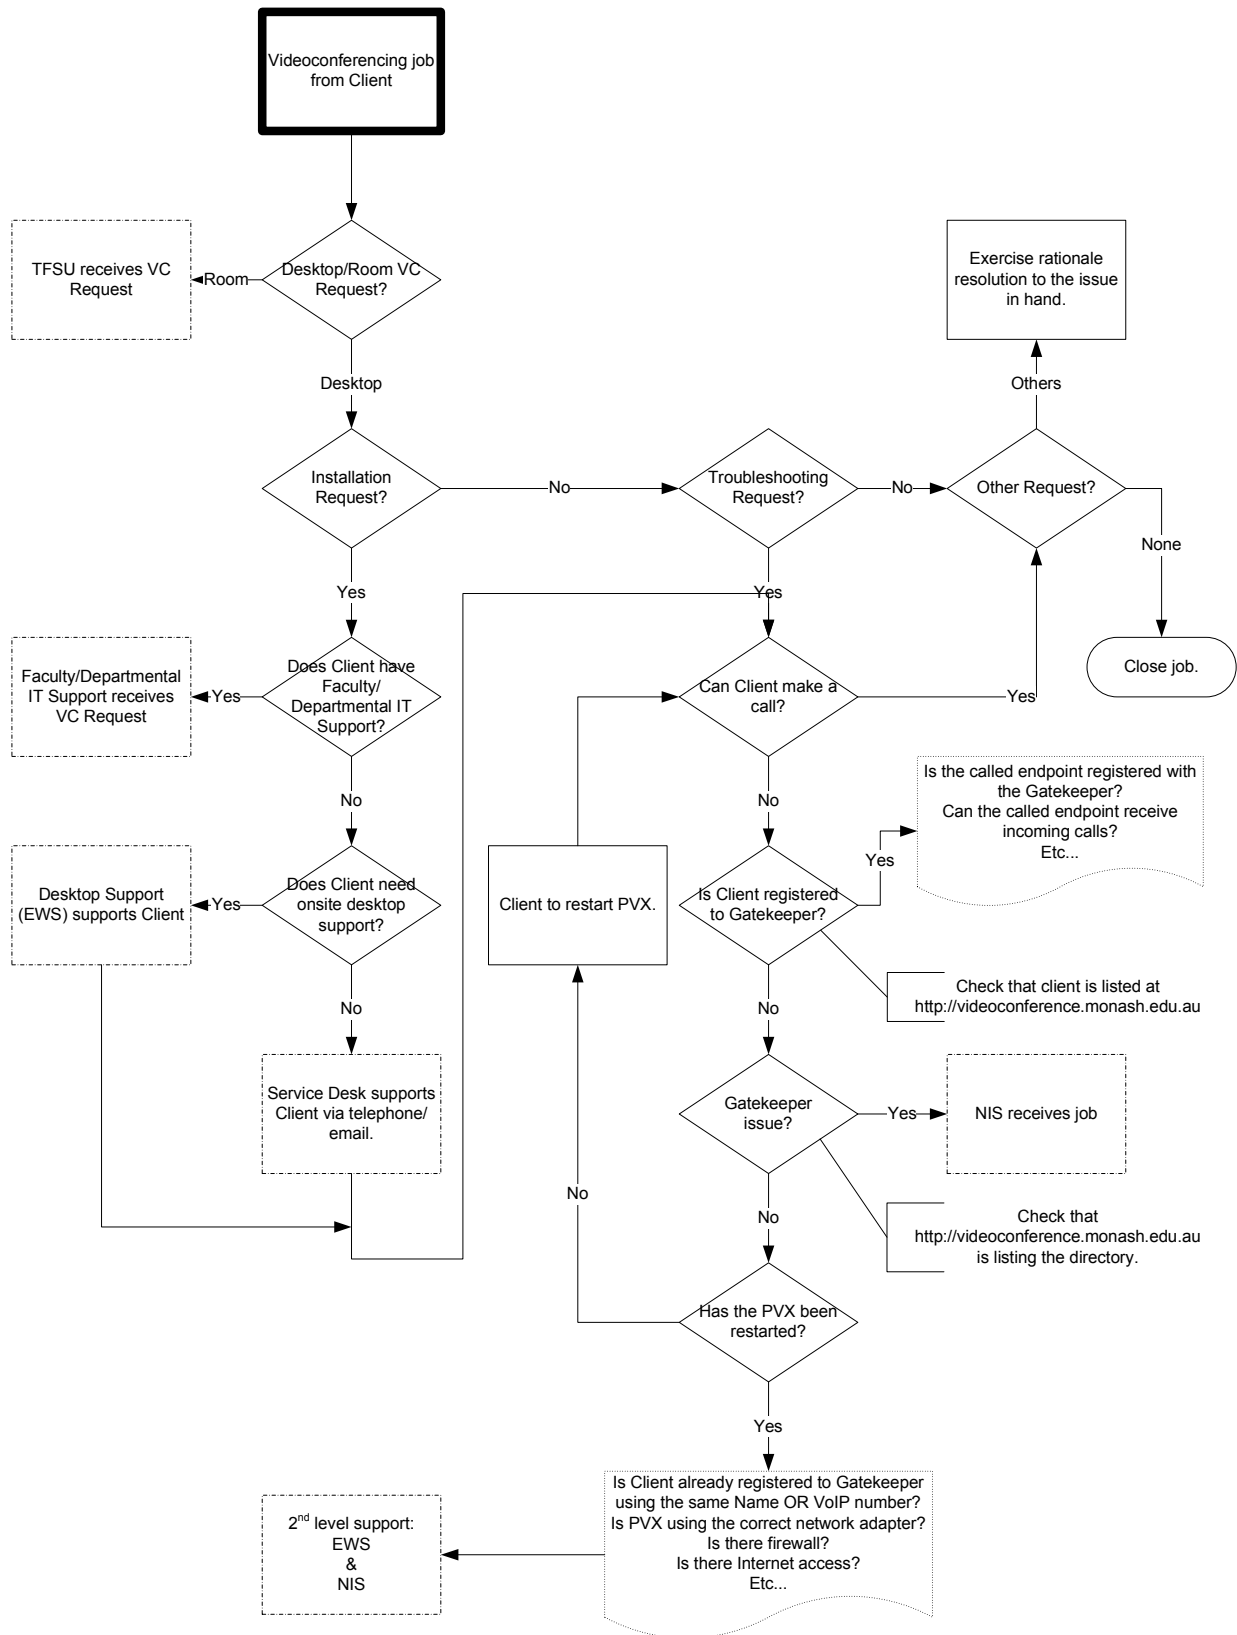 Videoconferencing job
from Client
TFSU receives VC
Request
Room
Desktop/Room VC
Request?
Exercise rationale
resolution to the issue
in hand.
Desktop
Others
Installation
Request?
No
Troubleshooting
Request?
No
Other Request?
None
Yes
Yes
Faculty/Departmental
IT Support receives
VC Request
Yes
Does Client have
Faculty/
Departmental IT
Support?
Can Client make a
call?
Yes
Close job.
No
No
Is the called endpoint registered with
the Gatekeeper?
Can the called endpoint receive
incoming calls?
Etc...
Yes
Desktop Support
(EWS) supports Client
Yes
Does Client need
onsite desktop
support?
Client to restart PVX.
Is Client registered
to Gatekeeper?
Check that client is listed at
http://videoconference.monash.edu.au
No
No
Service Desk supports
Client via telephone/
email.
Gatekeeper
issue?
Yes
NIS receives job
No
No
Check that
http://videoconference.monash.edu.au
is listing the directory.
Has the PVX been
restarted?
Yes
Is Client already registered to Gatekeeper
using the same Name OR VoIP number?
Is PVX using the correct network adapter?
Is there firewall?
Is there Internet access?
Etc...
2nd level support:
EWS
&
NIS